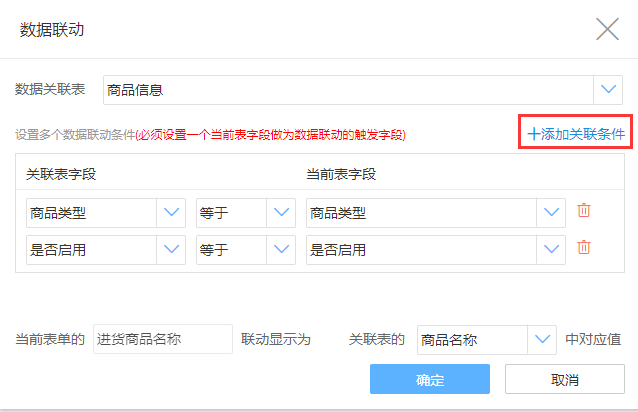 数据联动
数据关联表 商品信息
设置多个数据联动条件(必须设置一个当前表字段做为数据联动的触发字段) 十添加关联条件
关联表字段 当前表字段
商品类型 等于 商品类型
是否启用 等于 是否启用
当前表单的 进货商品名称 联动显示为 关联表的 商品名称 中对应值
确定 取消